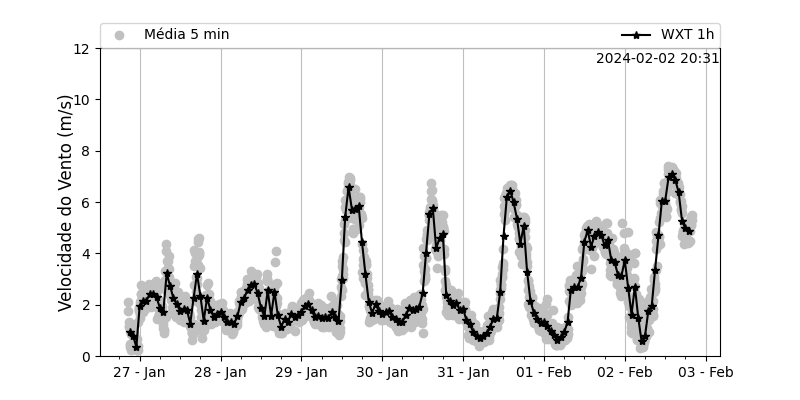 Média 5 min
WXT 1h
2024-02-02 20:31
Velocidade do Vento (m/s)
12
10
8
6
4
2
0
27 - Jan
28 - Jan
29 - Jan
30 - Jan
31 - Jan
01 - Feb
02 - Feb
03 - Feb